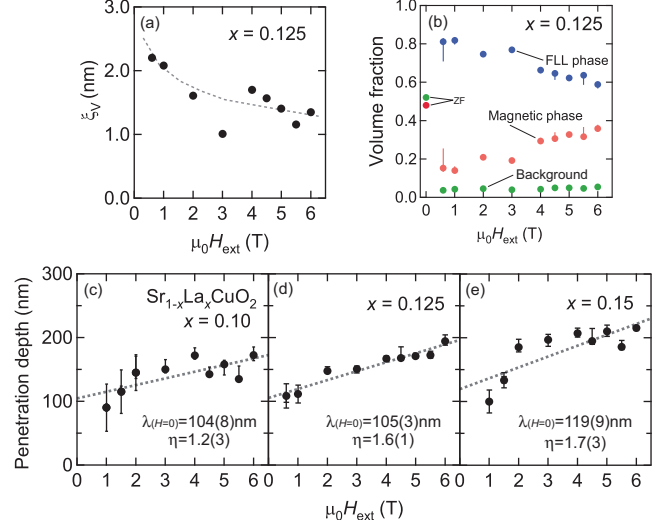 (a)
x = 0.125
3.0
2.0
1.0
0.0
ξV (nm)
0 1 2 3 4 5 6
μ0Hext (T)
(b)
x = 0.125
1.0
0.8
0.6
0.4
0.2
0.0
Volume fraction
FLL phase
ZF
Magnetic phase
Background
0 1 2 3 4 5 6
μ0Hext (T)
300
200
100
0
Penetration depth (nm)
(c)
Sr1-xLaxCuO2
x = 0.10
λ(H=0)=104(8)nm
η=1.2(3)
0 1 2 3 4 5 6
(d)
x = 0.125
λ(H=0)=105(3)nm
η=1.6(1)
0 1 2 3 4 5 6
μ0Hext (T)
(e)
x = 0.15
λ(H=0)=119(9)nm
η=1.7(3)
0 1 2 3 4 5 6